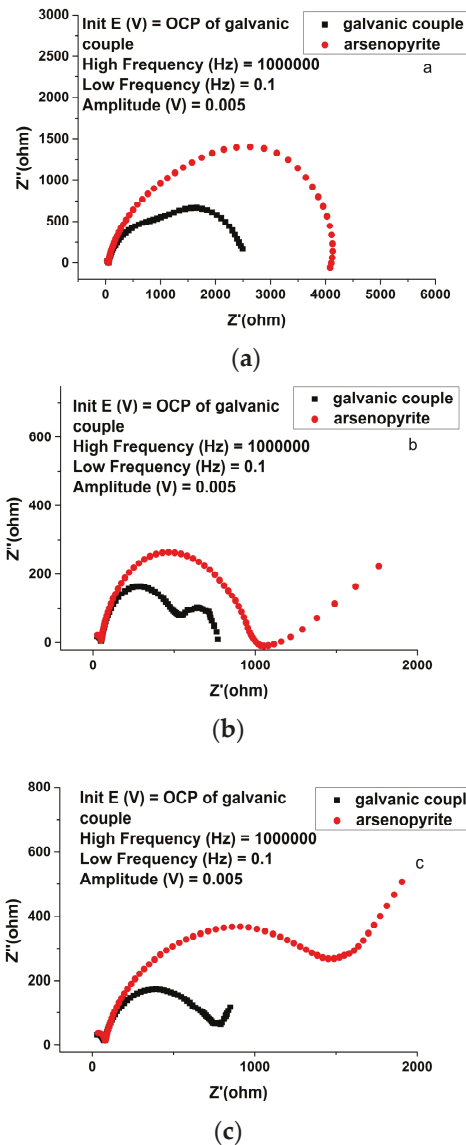 3000
galvanic couple
arsenopyrite
Init E (V) = OCP of galvanic
couple
a
High Frequency (Hz) = 1000000
Low Frequency (Hz) = 0.1
Amplitude (V) = 0.005
2500
2000
1500
1000
500
0
Z''(ohm)
0 1000 2000 3000 4000 5000 6000
Z'(ohm)
(a)
galvanic couple
arsenopyrite
Init E (V) = OCP of galvanic
couple
b
High Frequency (Hz) = 1000000
Low Frequency (Hz) = 0.1
Amplitude (V) = 0.005
600
400
200
0
Z''(ohm)
0 1000 2000
Z'(ohm)
(b)
800
galvanic coupl
arsenopyrite
Init E (V) = OCP of galvanic
couple
c
High Frequency (Hz) = 1000000
Low Frequency (Hz) = 0.1
Amplitude (V) = 0.005
600
400
200
0
Z''(ohm)
0 1000 2000
Z'(ohm)
(c)